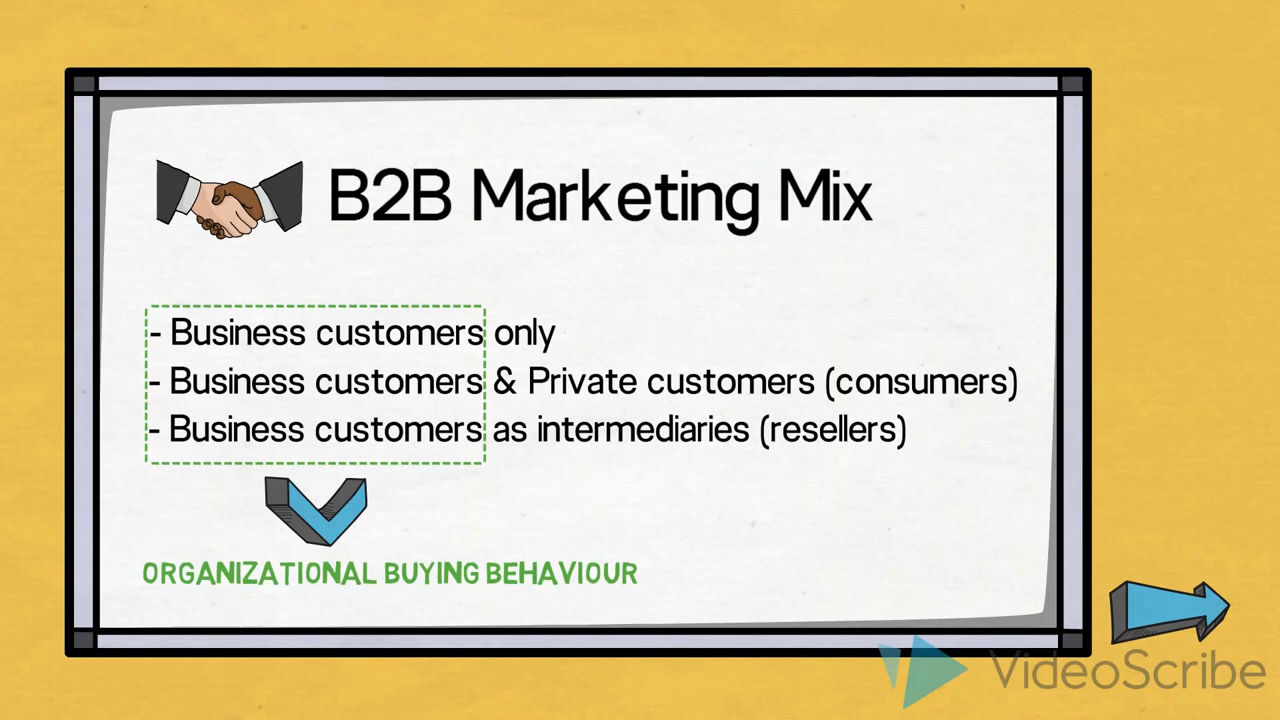 B2B Marketing Mix
- Business customers only
- Business customers & Private customers (consumers)
- Business customers as intermediaries (resellers)
ORGANIZATIONAL BUYING BEHAVIOUR
VideoScribe